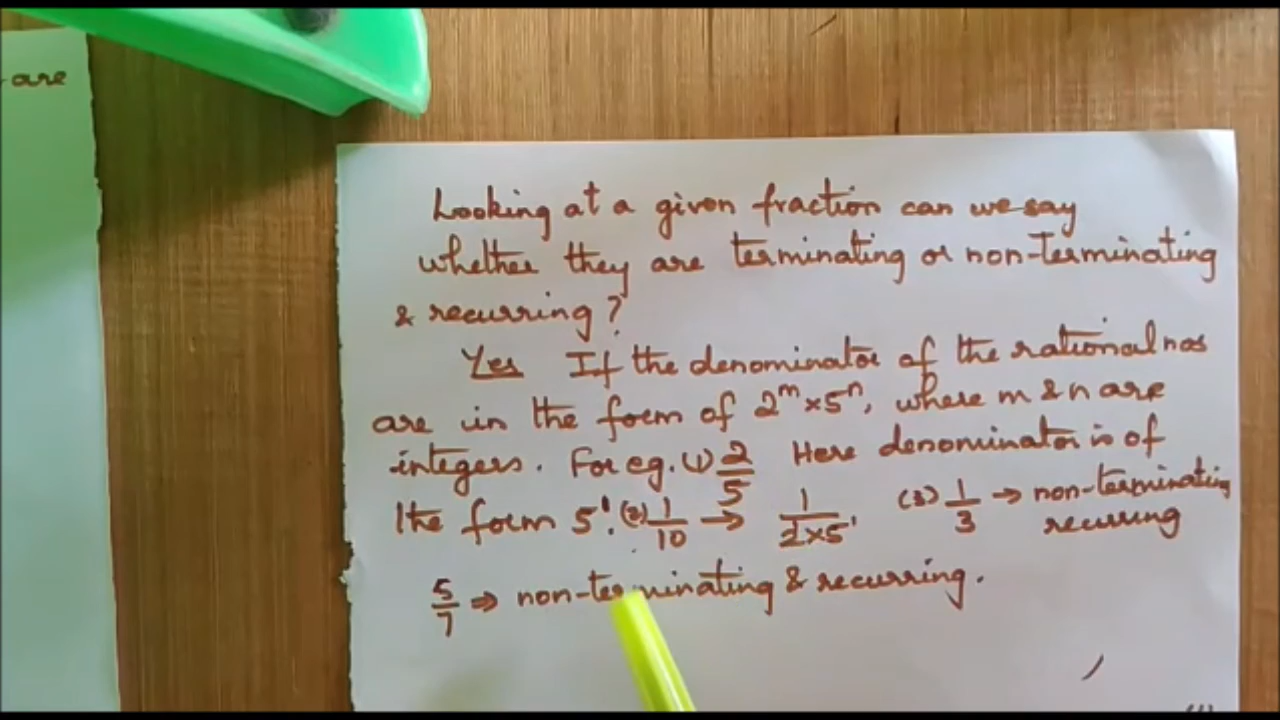 are
Looking at a given fraction can we say
whether they are terminating or non-terminating
& recurring?
Yes If the denominator of the rational nos
are in the form of 2^m × 5^n, where m & n are
integers. For eg. (1) 2/5 Here denominator is of
the form 5^1. (2) 1/10 → 1/2×5^1 (3) 1/3 → non-terminating
recurring
5/7 ⇒ non-terminating & recurring.